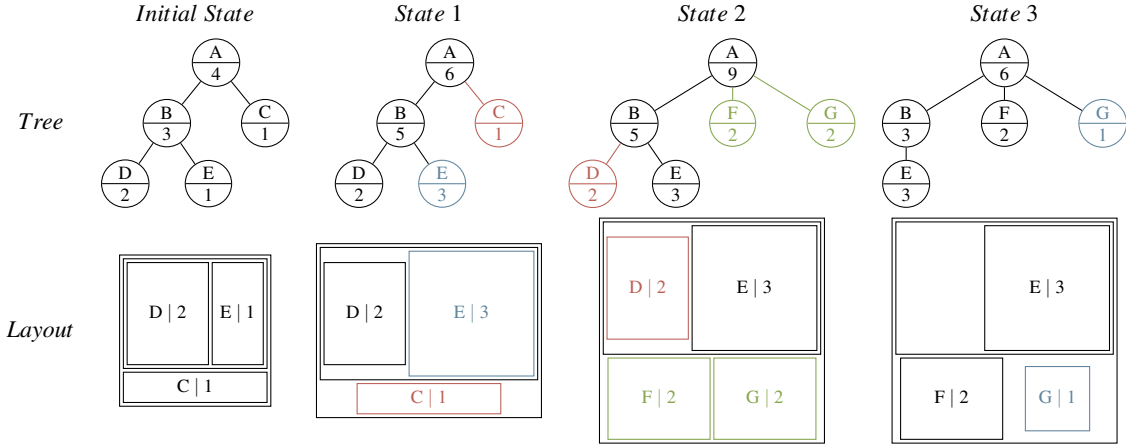 Initial State
State 1
State 2
State 3
Tree
A
4
B
3
C
1
D
2
E
1
A
6
B
5
C
1
D
2
E
3
A
9
B
5
F
2
G
2
D
2
E
3
A
6
B
3
F
2
G
1
E
3
Layout
D | 2
E | 1
C | 1
D | 2
E | 3
C | 1
D | 2
E | 3
F | 2
G | 2
E | 3
F | 2
G | 1